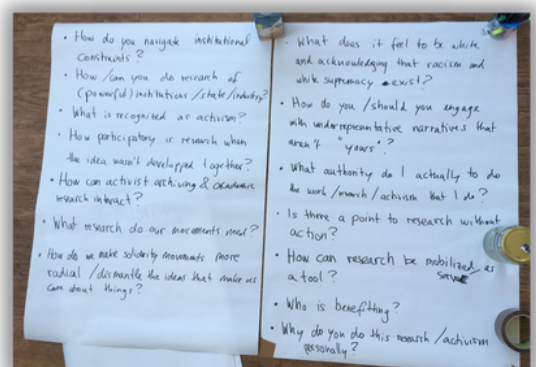 • How do you navigate institutional
constraints?
• How /can you do research of
(powerful) institutions /state/industry?
• What is recognized as activism?
• How participatory is research when
the idea wasn't developped together?
• How can activist archiving & academic
research interact?
• What research do our movements need?
• How do we make solidarity movements more
radial /dismantle the ideas that make us
care about things?
• What does it feel to be white
and acknowledging that racism and
white supremacy exist?
• How do you /should you engage
with underrepresentative narratives that
aren't "yours"?
• What authority do I actually to do
the work /research /activism that I do?
• Is there a point to research without
action?
• How can research be mobilized as
a tool? serve
• Who is benefitting?
• Why do you do this research /activism
personally?